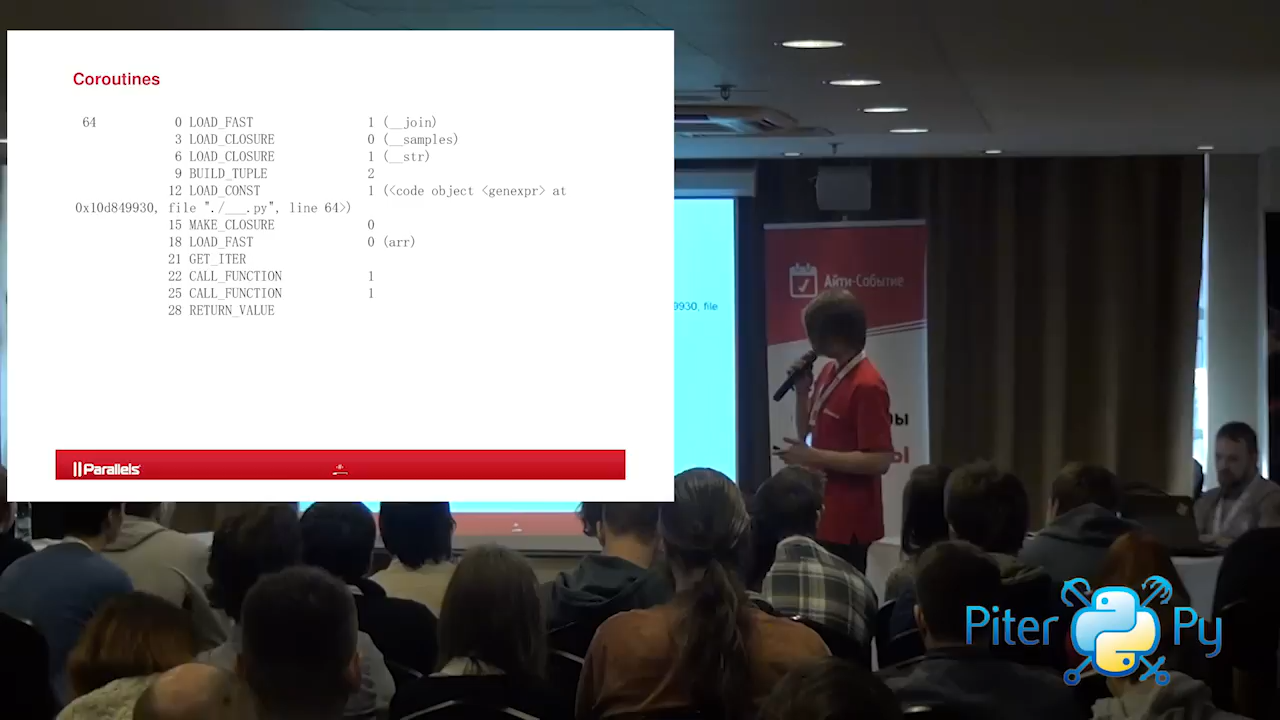 Coroutines
64 0 LOAD_FAST 1 (__join)
3 LOAD_CLOSURE 0 (__samples)
6 LOAD_CLOSURE 1 (__str)
9 BUILD_TUPLE 2
12 LOAD_CONST 1 (<code object <genexpr> at
0x10d849930, file "./___.py", line 64>)
15 MAKE_CLOSURE 0
18 LOAD_FAST 0 (arr)
21 GET_ITER
22 CALL_FUNCTION 1
25 CALL_FUNCTION 1
28 RETURN_VALUE
Parallels
Айти-Событие
9930, file
Piter Py